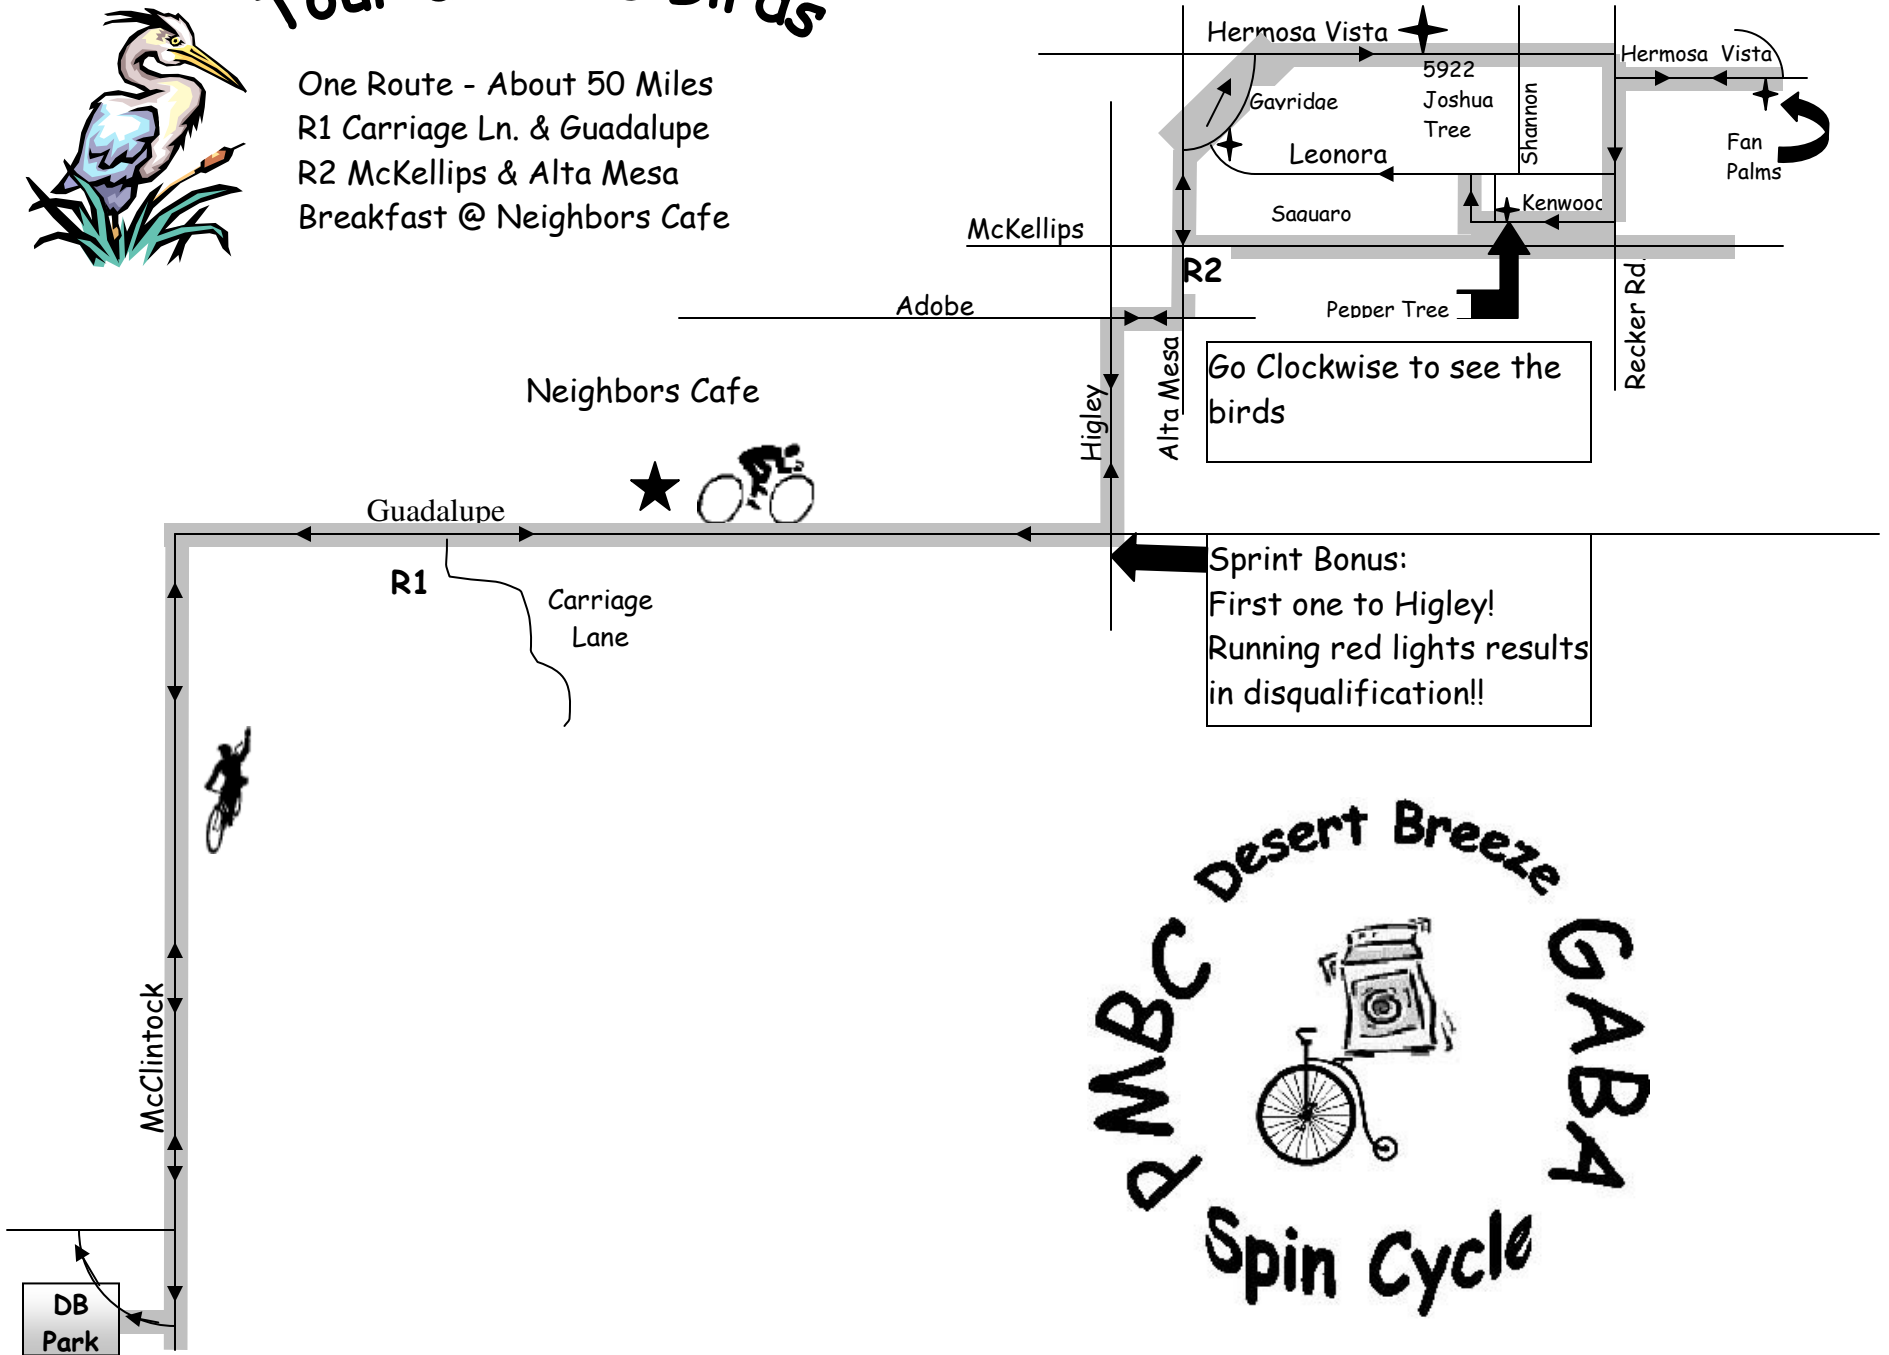 Birds
One Route - About 50 Miles
R1 Carriage Ln. & Guadalupe
R2 McKellips & Alta Mesa
Breakfast @ Neighbors Cafe
Hermosa Vista
Hermosa Vista
5922
Joshua
Tree
Gavridge
Shannon
Leonora
Fan
Palms
Kenwood
Saguaro
McKellips
R2
Recker Rd.
Adobe
Pepper Tree
Alta Mesa
Higley
Go Clockwise to see the
birds
Neighbors Cafe
Guadalupe
R1
Carriage
Lane
Sprint Bonus:
First one to Higley!
Running red lights results
in disqualification!!
McClintock
DB
Park
Desert Breeze
PMBC
GABA
Spin Cycle